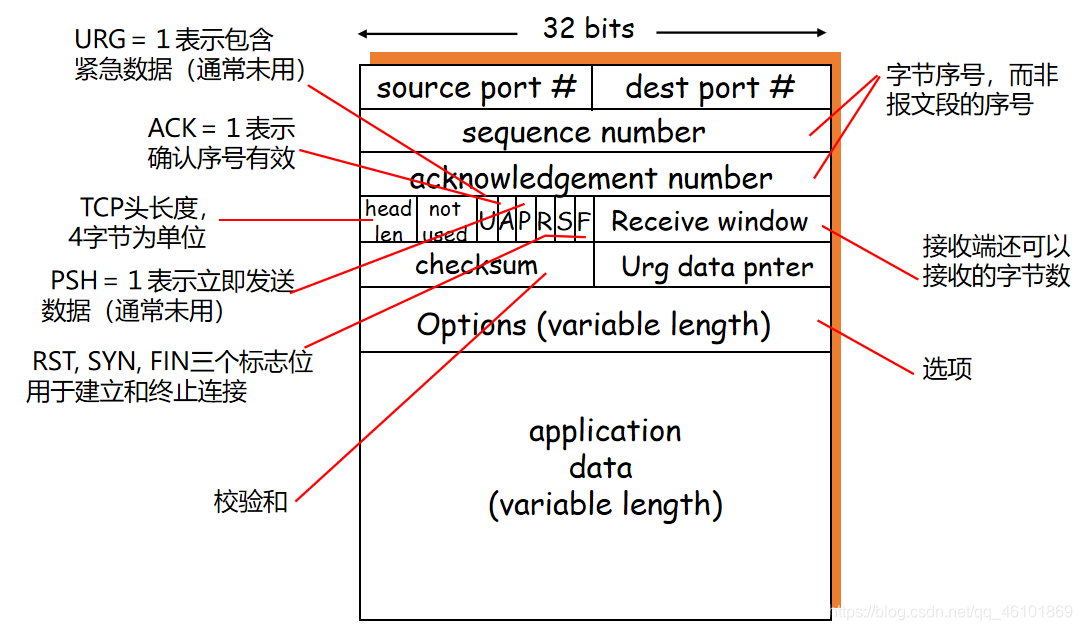 32 bits
URG = 1 表示包含
紧急数据（通常未用）
ACK = 1 表示
确认序号有效
TCP头长度，
4字节为单位
PSH = 1 表示立即发送
数据（通常未用）
RST, SYN, FIN三个标志位
用于建立和终止连接
校验和
source port #
dest port #
sequence number
acknowledgement number
head
len
not
used
U A P R S F
Receive window
checksum
Urg data pnter
Options (variable length)
application
data
(variable length)
字节序号，而非
报文段的序号
接收端还可以
接收的字节数
选项
https://blog.csdn.net/qq_46101869